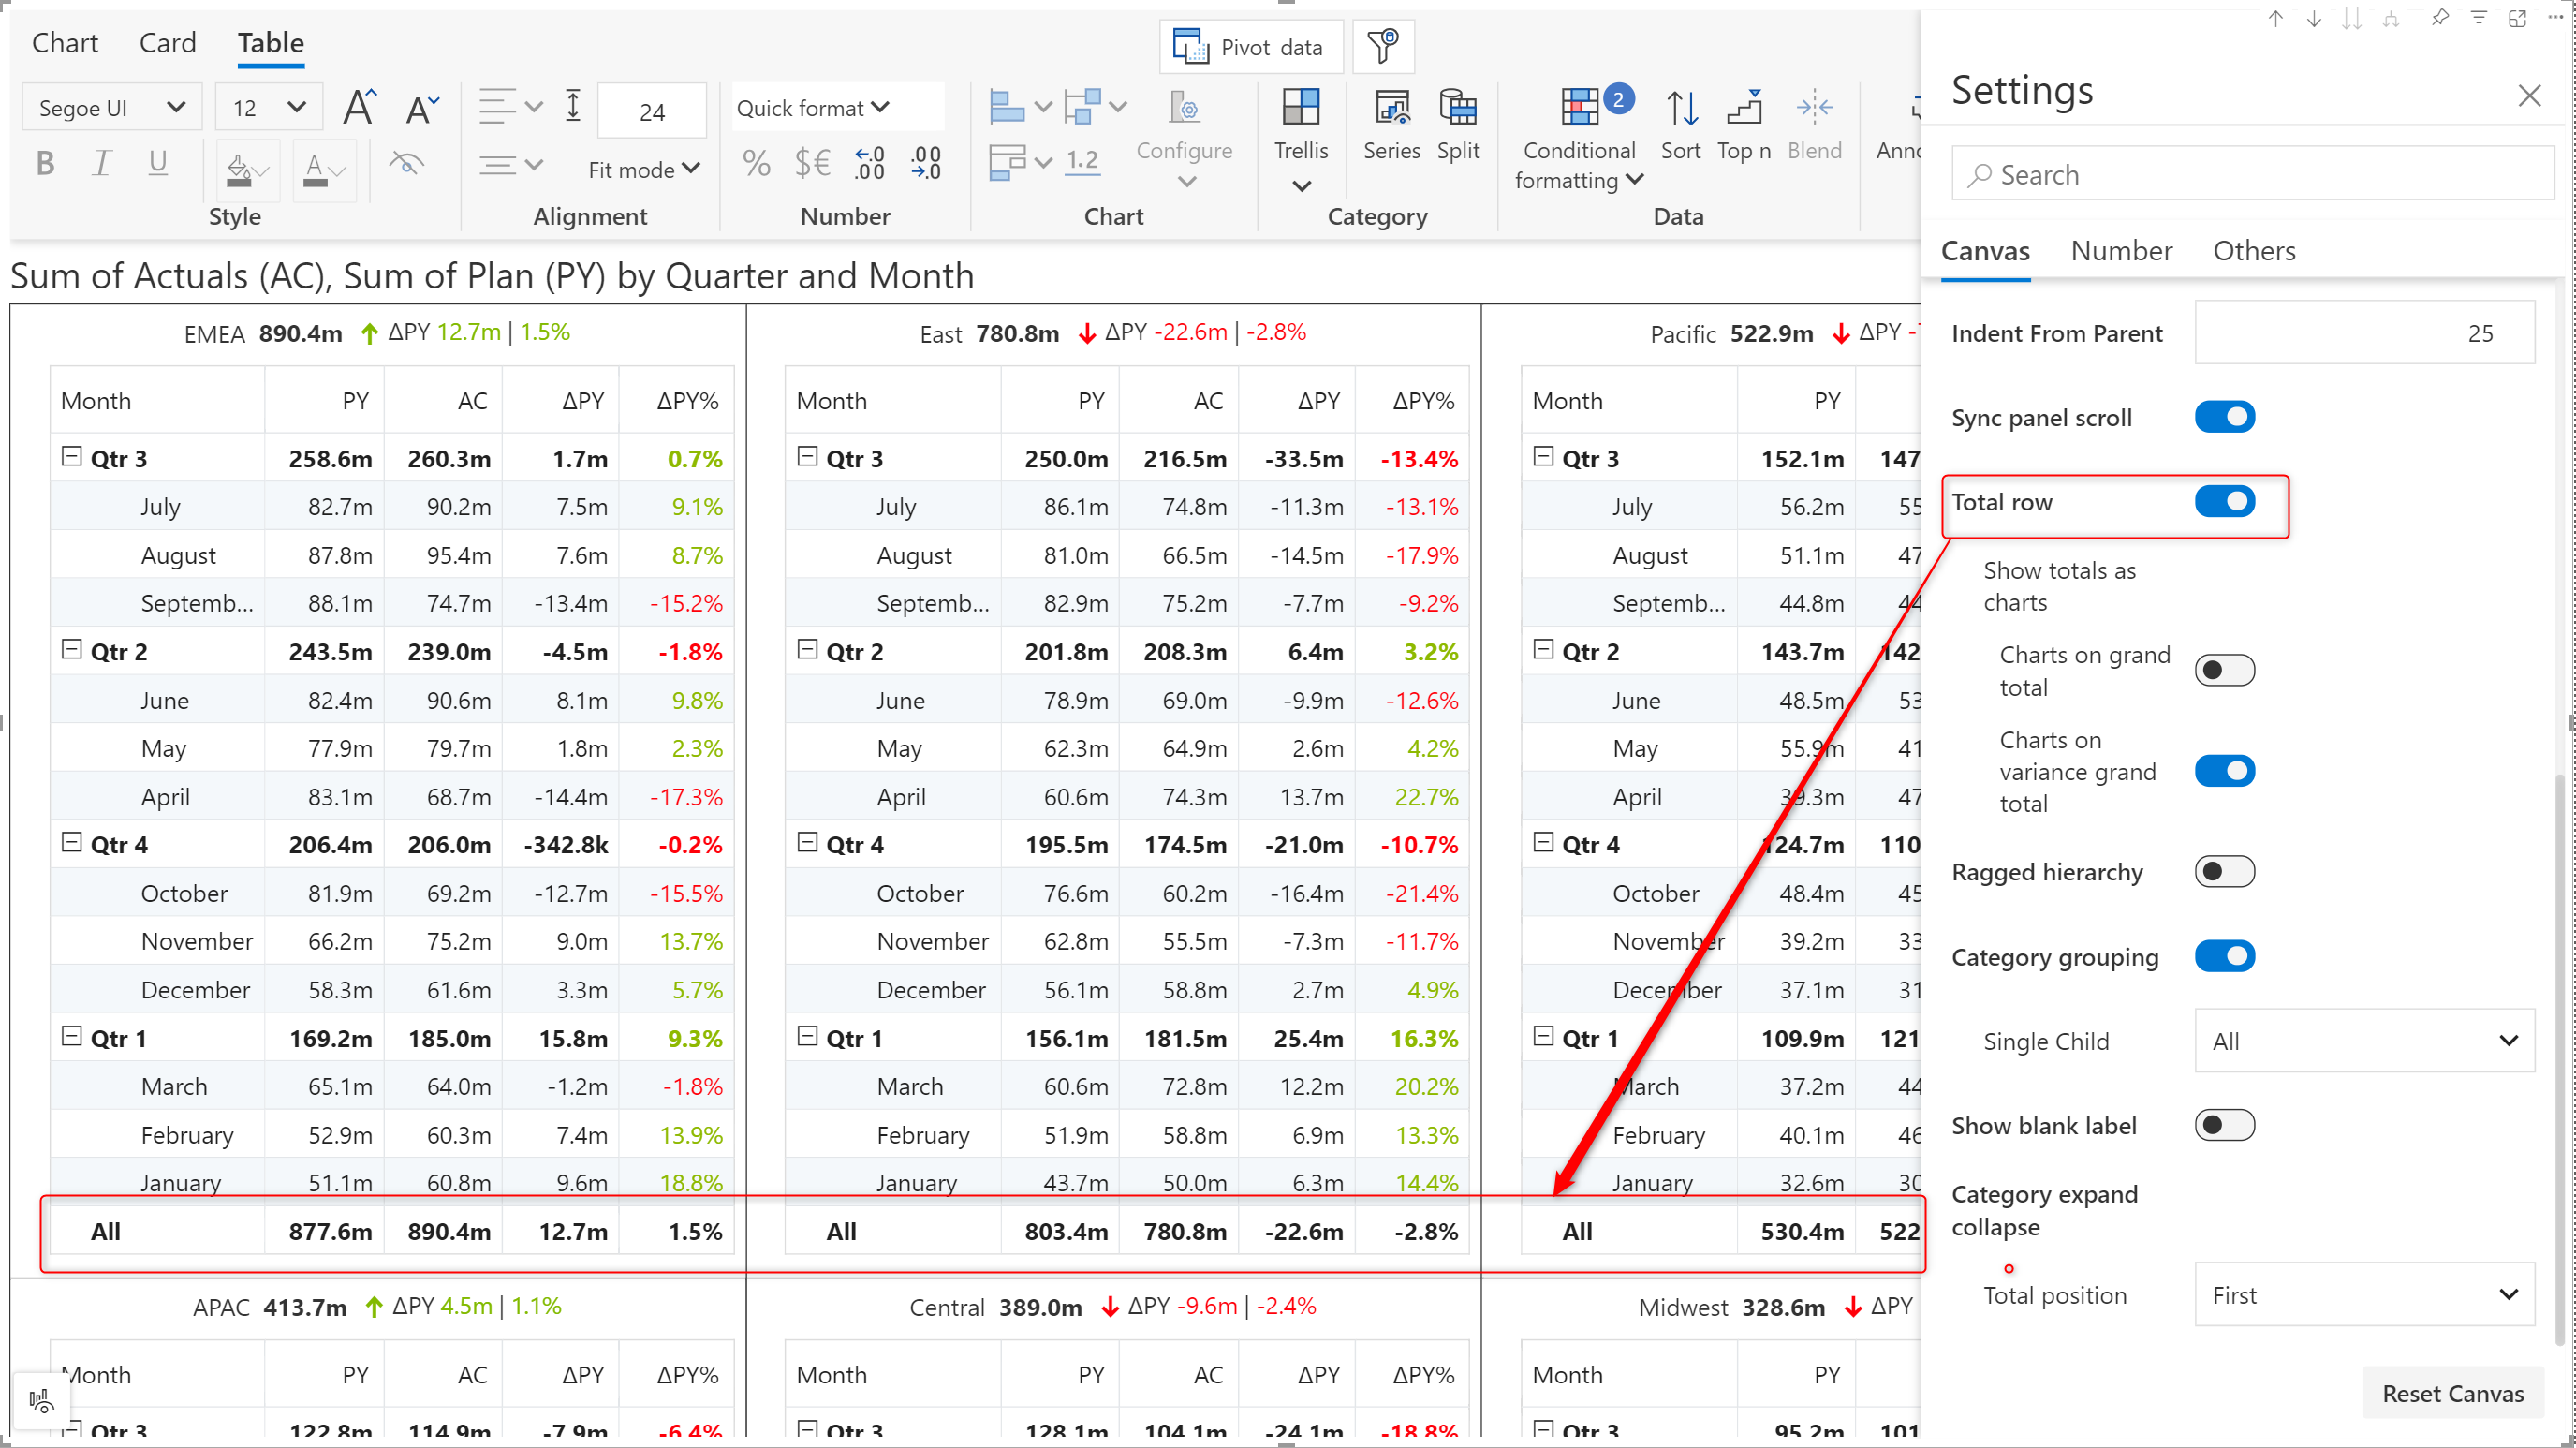 Chart Card Table
Pivot data
Segoe UI 12 A A
24
Quick format
B I U A
Fit mode
% $€ .0 .00 .00 .0
1.2
Configure
Trellis
Series Split
2
Conditional formatting
Sort Top n Blend
Anno
Style Alignment Number Chart Category Data
Sum of Actuals (AC), Sum of Plan (PY) by Quarter and Month
EMEA 890.4m ΔPY 12.7m | 1.5%
Month PY AC ΔPY ΔPY%
Qtr 3 258.6m 260.3m 1.7m 0.7%
July 82.7m 90.2m 7.5m 9.1%
August 87.8m 95.4m 7.6m 8.7%
Septemb... 88.1m 74.7m -13.4m -15.2%
Qtr 2 243.5m 239.0m -4.5m -1.8%
June 82.4m 90.6m 8.1m 9.8%
May 77.9m 79.7m 1.8m 2.3%
April 83.1m 68.7m -14.4m -17.3%
Qtr 4 206.4m 206.0m -342.8k -0.2%
October 81.9m 69.2m -12.7m -15.5%
November 66.2m 75.2m 9.0m 13.7%
December 58.3m 61.6m 3.3m 5.7%
Qtr 1 169.2m 185.0m 15.8m 9.3%
March 65.1m 64.0m -1.2m -1.8%
February 52.9m 60.3m 7.4m 13.9%
January 51.1m 60.8m 9.6m 18.8%
All 877.6m 890.4m 12.7m 1.5%
East 780.8m ΔPY -22.6m | -2.8%
Month PY AC ΔPY ΔPY%
Qtr 3 250.0m 216.5m -33.5m -13.4%
July 86.1m 74.8m -11.3m -13.1%
August 81.0m 66.5m -14.5m -17.9%
Septemb... 82.9m 75.2m -7.7m -9.2%
Qtr 2 201.8m 208.3m 6.4m 3.2%
June 78.9m 69.0m -9.9m -12.6%
May 62.3m 64.9m 2.6m 4.2%
April 60.6m 74.3m 13.7m 22.7%
Qtr 4 195.5m 174.5m -21.0m -10.7%
October 76.6m 60.2m -16.4m -21.4%
November 62.8m 55.5m -7.3m -11.7%
December 56.1m 58.8m 2.7m 4.9%
Qtr 1 156.1m 181.5m 25.4m 16.3%
March 60.6m 72.8m 12.2m 20.2%
February 51.9m 58.8m 6.9m 13.3%
January 43.7m 50.0m 6.3m 14.4%
All 803.4m 780.8m -22.6m -2.8%
Pacific 522.9m ΔPY -7
Month PY
Qtr 3 152.1m 147
July 56.2m 55
August 51.1m 47
Septemb... 44.8m 44
Qtr 2 143.7m 142
June 48.5m 53
May 55.9m 41
April 39.3m 47
Qtr 4 124.7m 110
October 48.4m 45
November 39.2m 33
December 37.1m 31
Qtr 1 109.9m 121
March 37.2m 44
February 40.1m 46
January 32.6m 30
All 530.4m 522
APAC 413.7m ΔPY 4.5m | 1.1%
Month PY AC ΔPY ΔPY%
Qtr 3 122.8m 114.9m -7.9m -6.4%
Central 389.0m ΔPY -9.6m | -2.4%
Month PY AC ΔPY ΔPY%
Qtr 3 128.1m 104.1m -24.1m -18.8%
Midwest 328.6m ΔPY
Month PY
Qtr 3 95.2m 101
Settings
Search
Canvas Number Others
Indent From Parent 25
Sync panel scroll
Total row
Show totals as
charts
Charts on grand
total
Charts on
variance grand
total
Ragged hierarchy
Category grouping
Single Child All
Show blank label
Category expand
collapse
Total position First
Reset Canvas